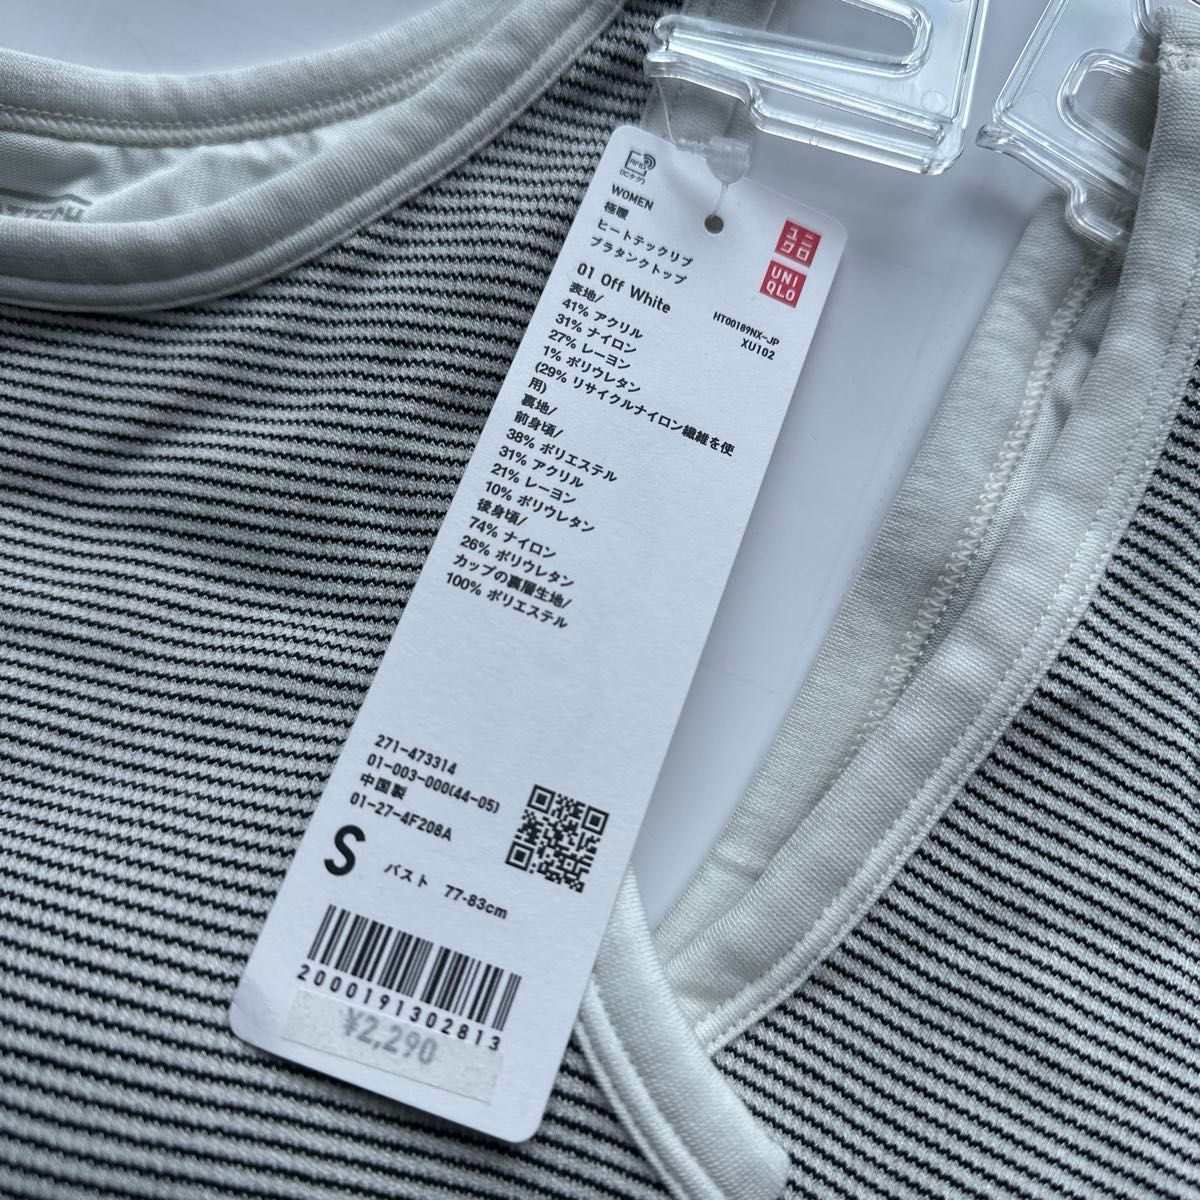 RFID
(ICタグ)
WOMEN
極暖
ヒートテックリブ
ブラタンクトップ
01 Off White
ユニ
クロ
UNI
QLO
HT00189NX-JP
XU102
表地/
41% アクリル
31% ナイロン
27% レーヨン
1% ポリウレタン
(29% リサイクルナイロン繊維を使
用)
裏地/
前身頃/
38% ポリエステル
31% アクリル
21% レーヨン
10% ポリウレタン
後身頃/
74% ナイロン
26% ポリウレタン
カップの裏層生地/
100% ポリエステル
271-473314
01-003-000(44-05)
中国製
01-27-4F208A
S
バスト 77-83cm
2000191302813
¥2,290